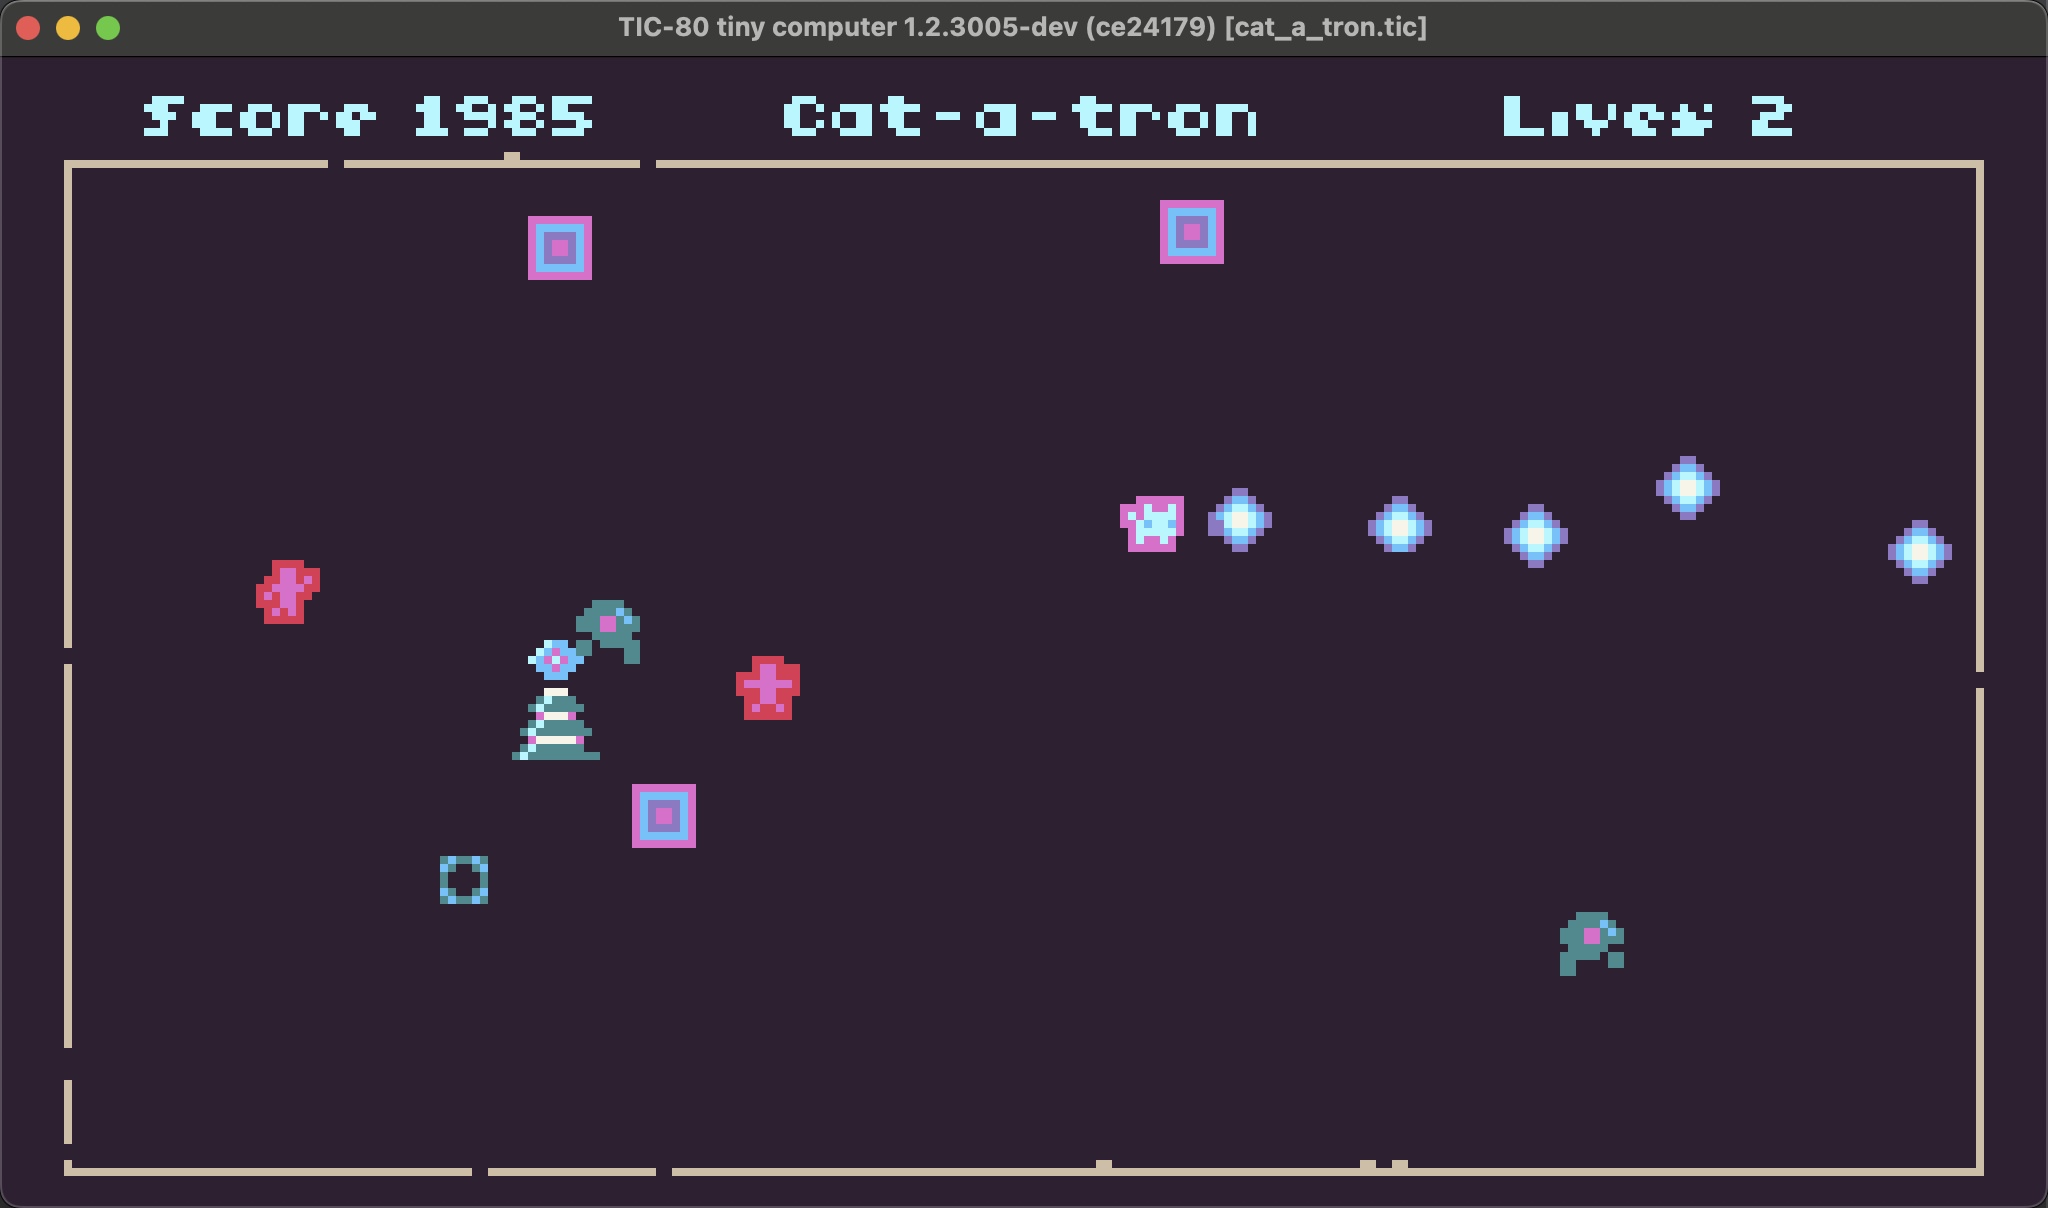 TIC-80 tiny computer 1.2.3005-dev (ce24179) [cat_a_tron.tic]
Score 1985 Cat-a-tron Lives 2